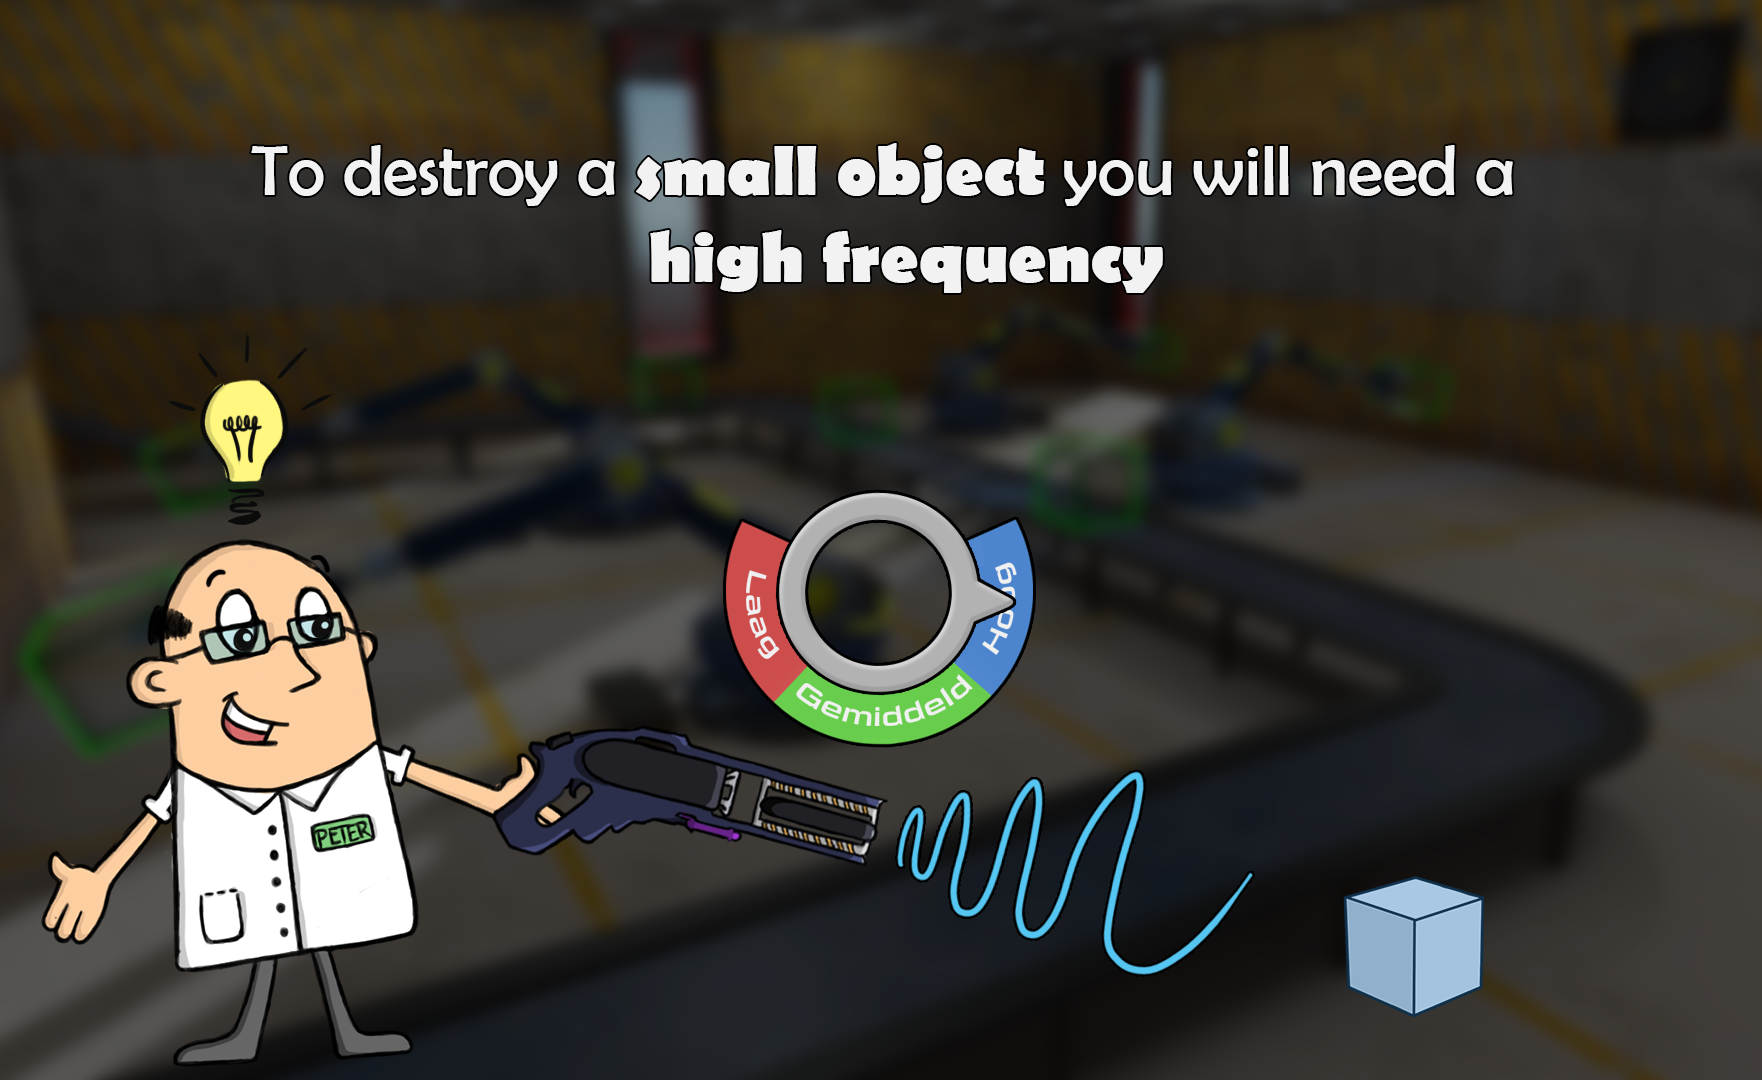 To destroy a small object you will need a
high frequency
Laag
Gemiddeld
Hoog
PETER